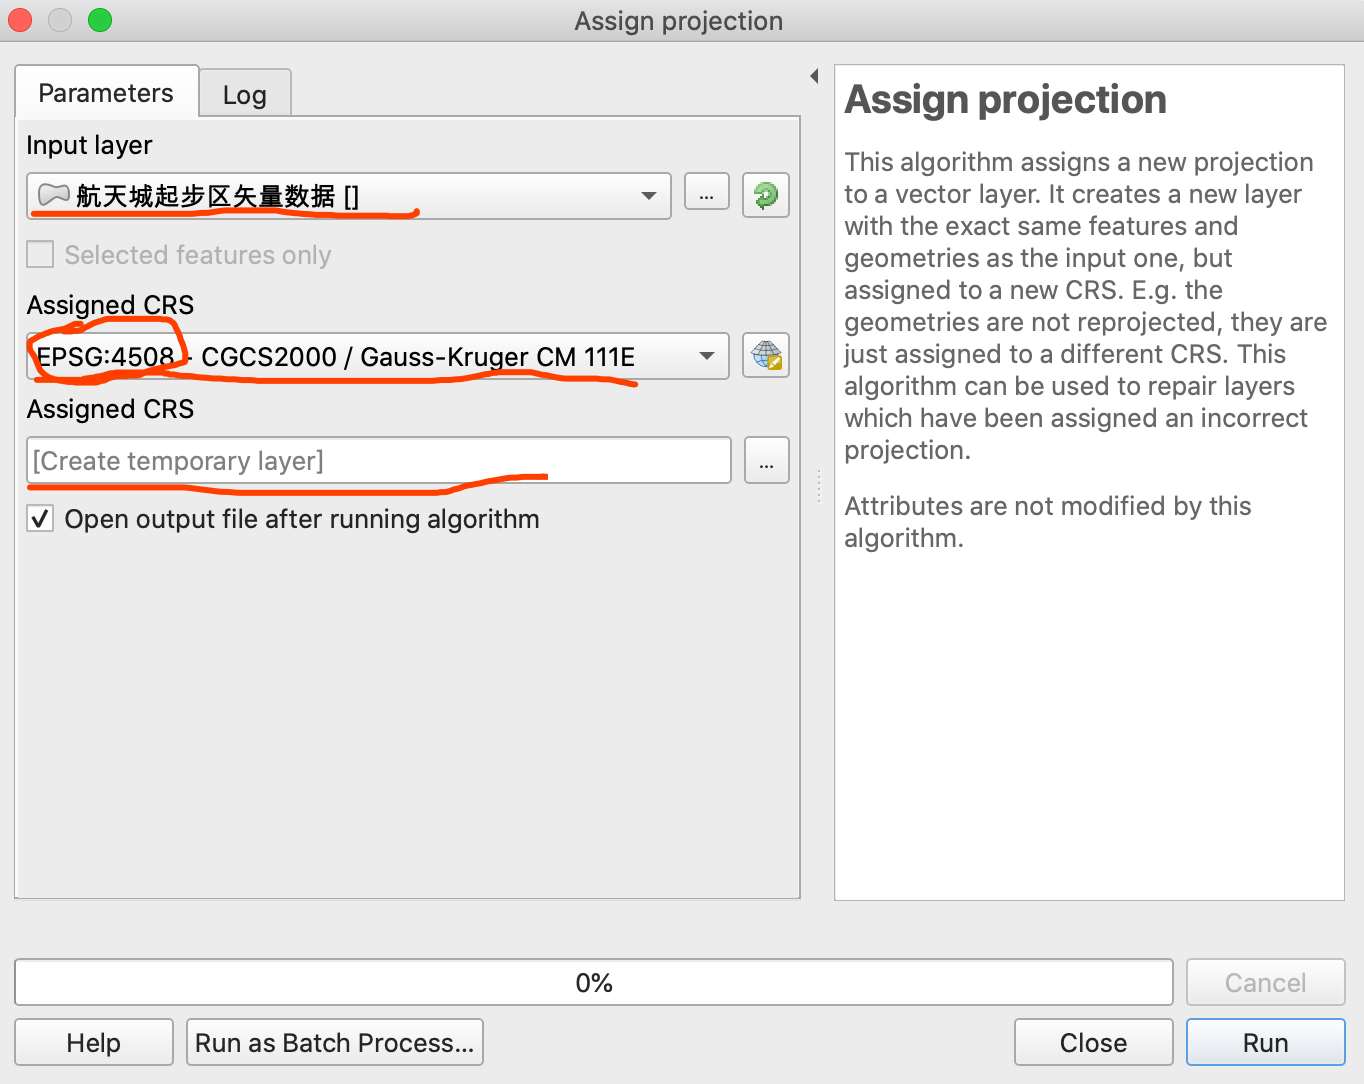 Assign projection
Parameters
Log
Input layer
航天城起步区矢量数据 []
...
Selected features only
Assigned CRS
EPSG:4508 - CGCS2000 / Gauss-Kruger CM 111E
Assigned CRS
[Create temporary layer]
...
Open output file after running algorithm
Assign projection
This algorithm assigns a new projection
to a vector layer. It creates a new layer
with the exact same features and
geometries as the input one, but
assigned to a new CRS. E.g. the
geometries are not reprojected, they are
just assigned to a different CRS. This
algorithm can be used to repair layers
which have been assigned an incorrect
projection.
Attributes are not modified by this
algorithm.
0%
Cancel
Help
Run as Batch Process...
Close
Run